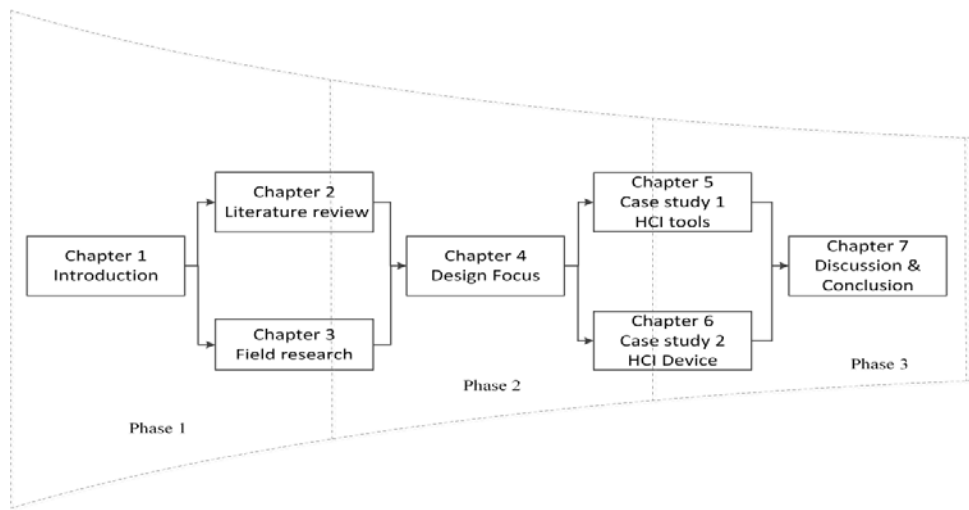 Chapter 1
Introduction
Chapter 2
Literature review
Chapter 3
Field research
Chapter 4
Design Focus
Chapter 5
Case study 1
HCI tools
Chapter 6
Case study 2
HCI Device
Chapter 7
Discussion &
Conclusion
Phase 1
Phase 2
Phase 3